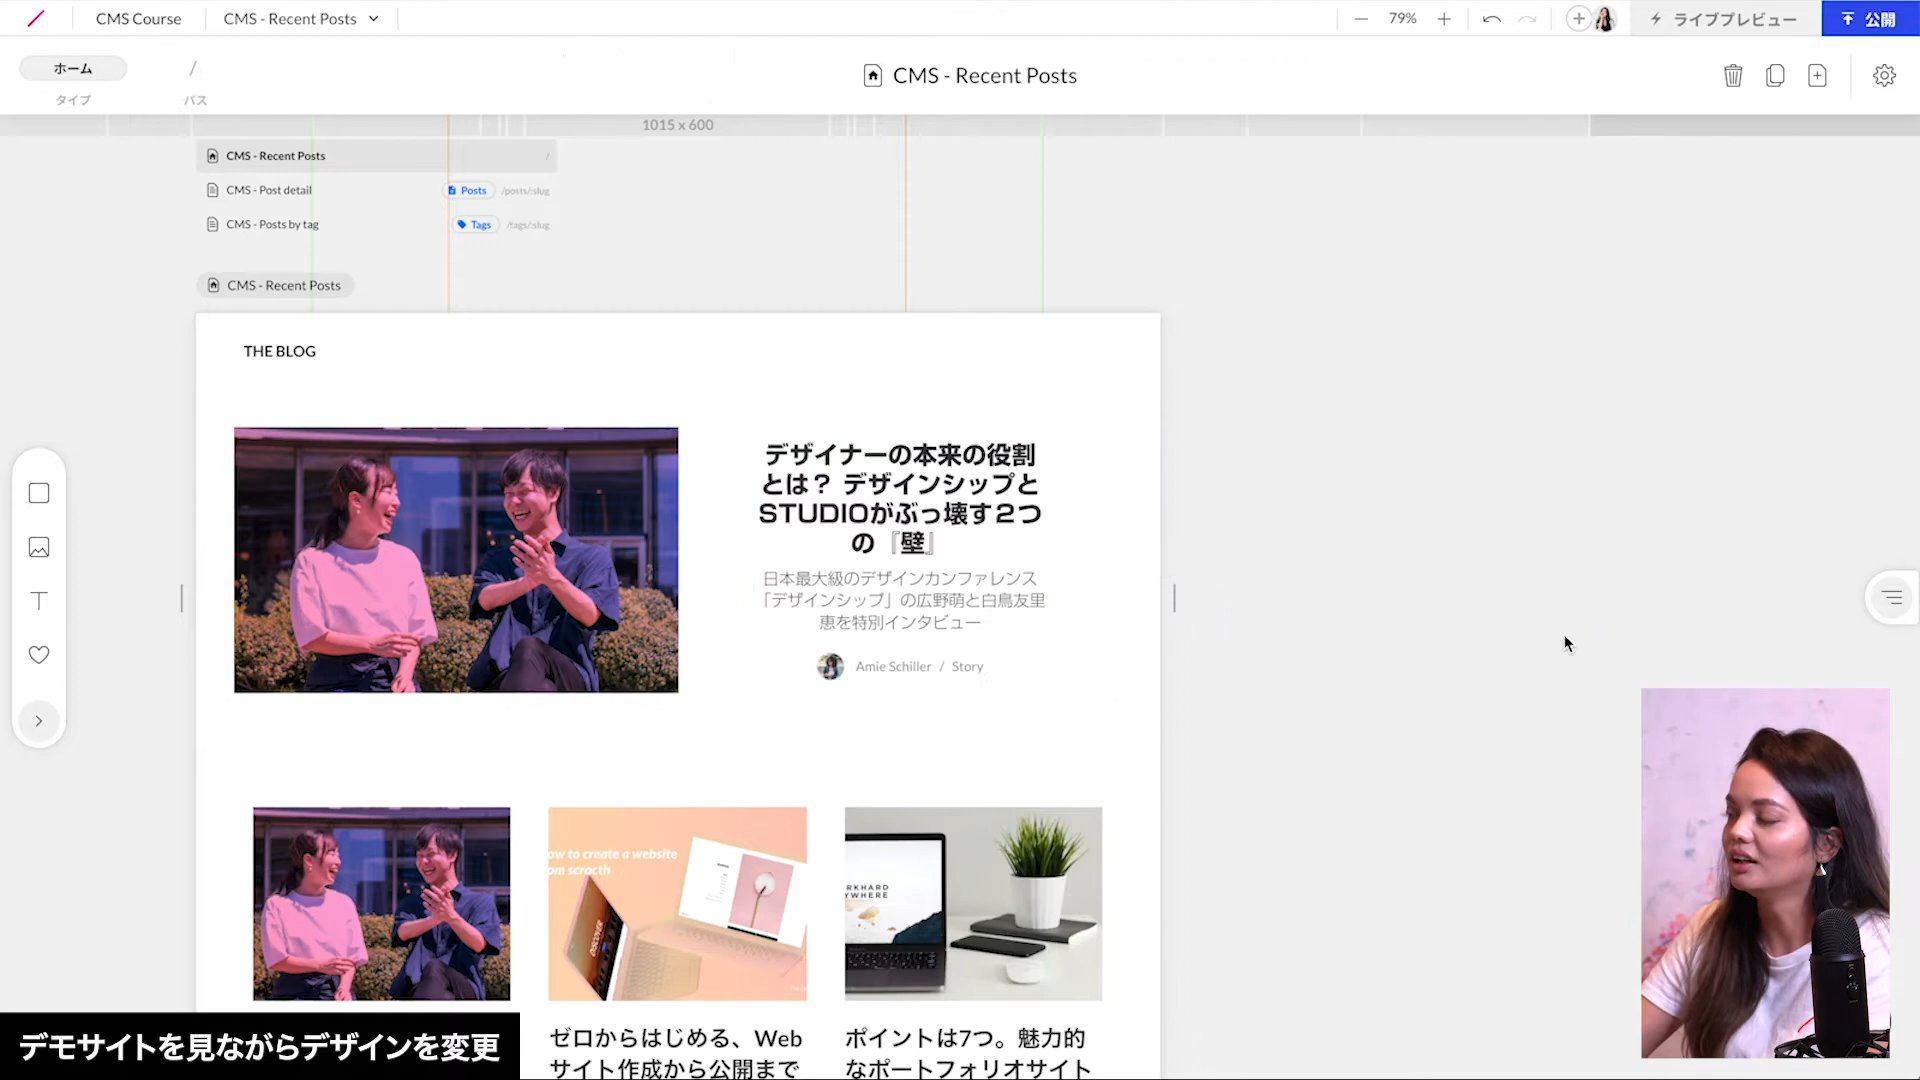 CMS Course
CMS - Recent Posts
79%
ライブプレビュー
公開
ホーム
/
タイプ
パス
CMS - Recent Posts
1015 x 600
CMS - Recent Posts
/
CMS - Post detail
Posts
/posts/:slug
CMS - Posts by tag
Tags
/tags/:slug
CMS - Recent Posts
THE BLOG
デザイナーの本来の役割
とは？ デザインシップと
STUDIOがぶっ壊す２つ
の『壁』
日本最大級のデザインカンファレンス
「デザインシップ」の広野萌と白鳥友里
恵を特別インタビュー
Amie Schiller / Story
ow to create a website
om scracth
DISCOVER
RKHARD
YWHERE
ゼロからはじめる、Web
サイト作成から公開まで
ポイントは7つ。魅力的
なポートフォリオサイト
デモサイトを見ながらデザインを変更